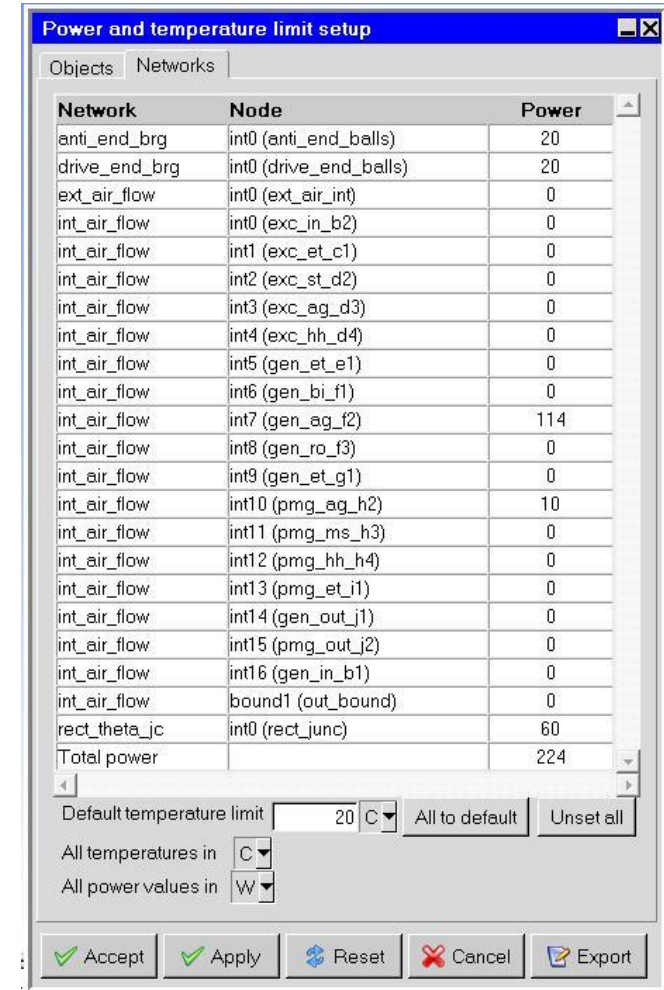 Power and temperature limit setup
Objects Networks
Network Node Power
anti_end_brg int0 (anti_end_balls) 20
drive_end_brg int0 (drive_end_balls) 20
ext_air_flow int0 (ext_air_int) 0
int_air_flow int0 (exc_in_b2) 0
int_air_flow int1 (exc_et_c1) 0
int_air_flow int2 (exc_st_d2) 0
int_air_flow int3 (exc_ag_d3) 0
int_air_flow int4 (exc_hh_d4) 0
int_air_flow int5 (gen_et_e1) 0
int_air_flow int6 (gen_bi_f1) 0
int_air_flow int7 (gen_ag_f2) 114
int_air_flow int8 (gen_ro_f3) 0
int_air_flow int9 (gen_et_g1) 0
int_air_flow int10 (pmg_ag_h2) 10
int_air_flow int11 (pmg_ms_h3) 0
int_air_flow int12 (pmg_hh_h4) 0
int_air_flow int13 (pmg_et_i1) 0
int_air_flow int14 (gen_out_j1) 0
int_air_flow int15 (pmg_out_j2) 0
int_air_flow int16 (gen_in_b1) 0
int_air_flow bound1 (out_bound) 0
rect_theta_jc int0 (rect_junc) 60
Total power 224
Default temperature limit 20 C All to default Unset all
All temperatures in C
All power values in W
Accept Apply Reset Cancel Export